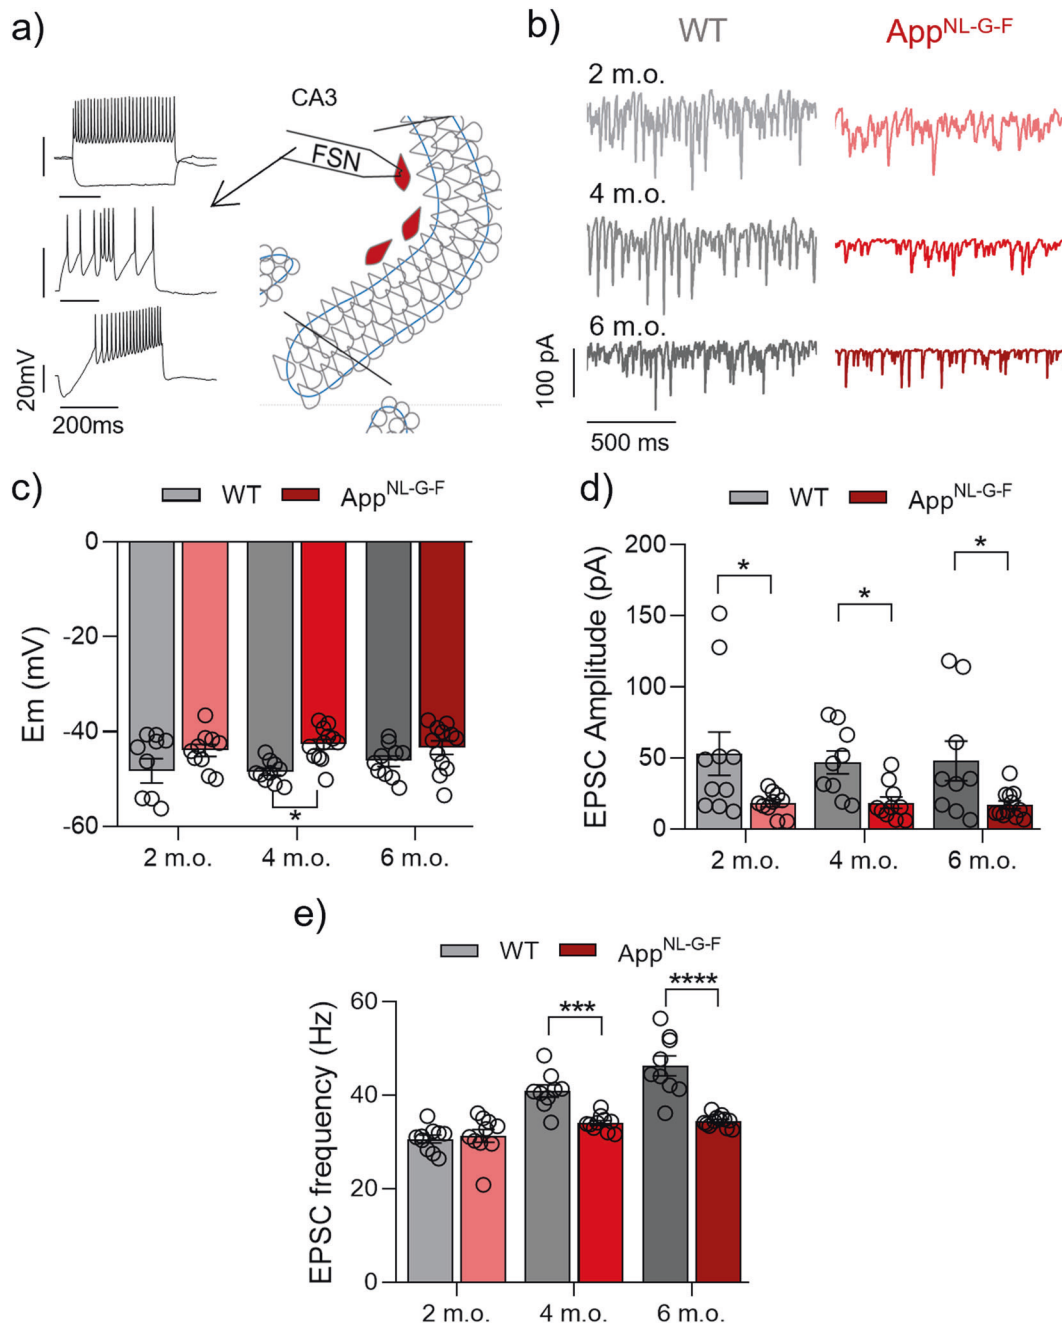 a)
CA3
FSN
20mV
200ms
b)
WT
App^NL-G-F
2 m.o.
4 m.o.
6 m.o.
100 pA
500 ms
c)
WT
App^NL-G-F
Em (mV)
0
-20
-40
-60
*
2 m.o.
4 m.o.
6 m.o.
d)
WT
App^NL-G-F
EPSC Amplitude (pA)
200
150
100
50
0
*
*
*
2 m.o.
4 m.o.
6 m.o.
e)
WT
App^NL-G-F
EPSC frequency (Hz)
60
40
20
0
***
****
2 m.o.
4 m.o.
6 m.o.